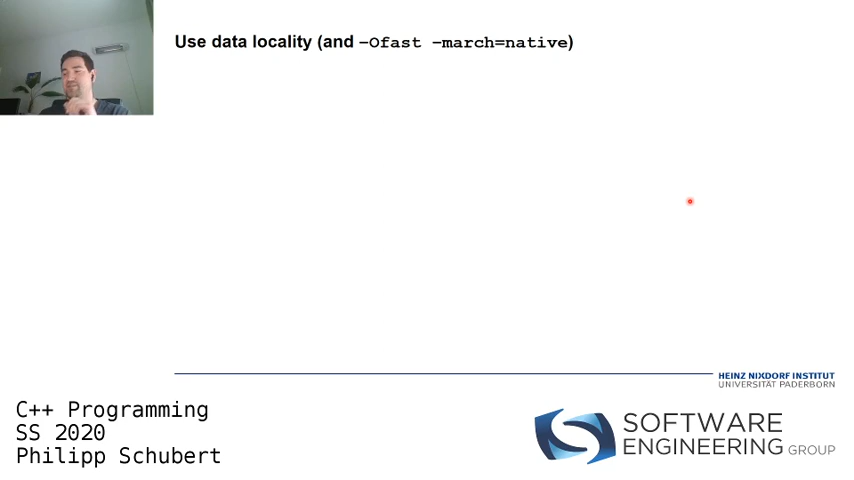 Use data locality (and –Ofast –march=native)
HEINZ NIXDORF INSTITUT
UNIVERSITÄT PADERBORN
C++ Programming
SS 2020
Philipp Schubert
SOFTWARE
ENGINEERING GROUP